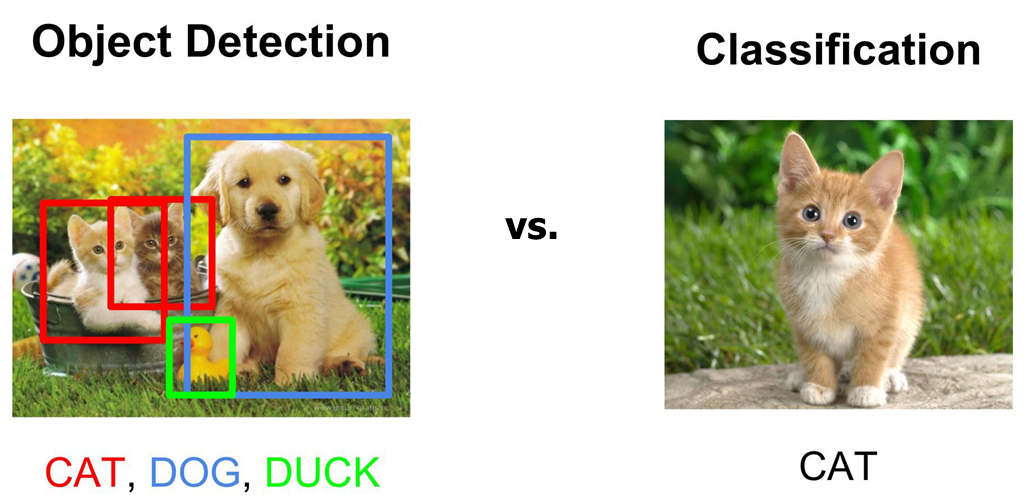 Object Detection
Classification
vs.
CAT, DOG, DUCK
CAT